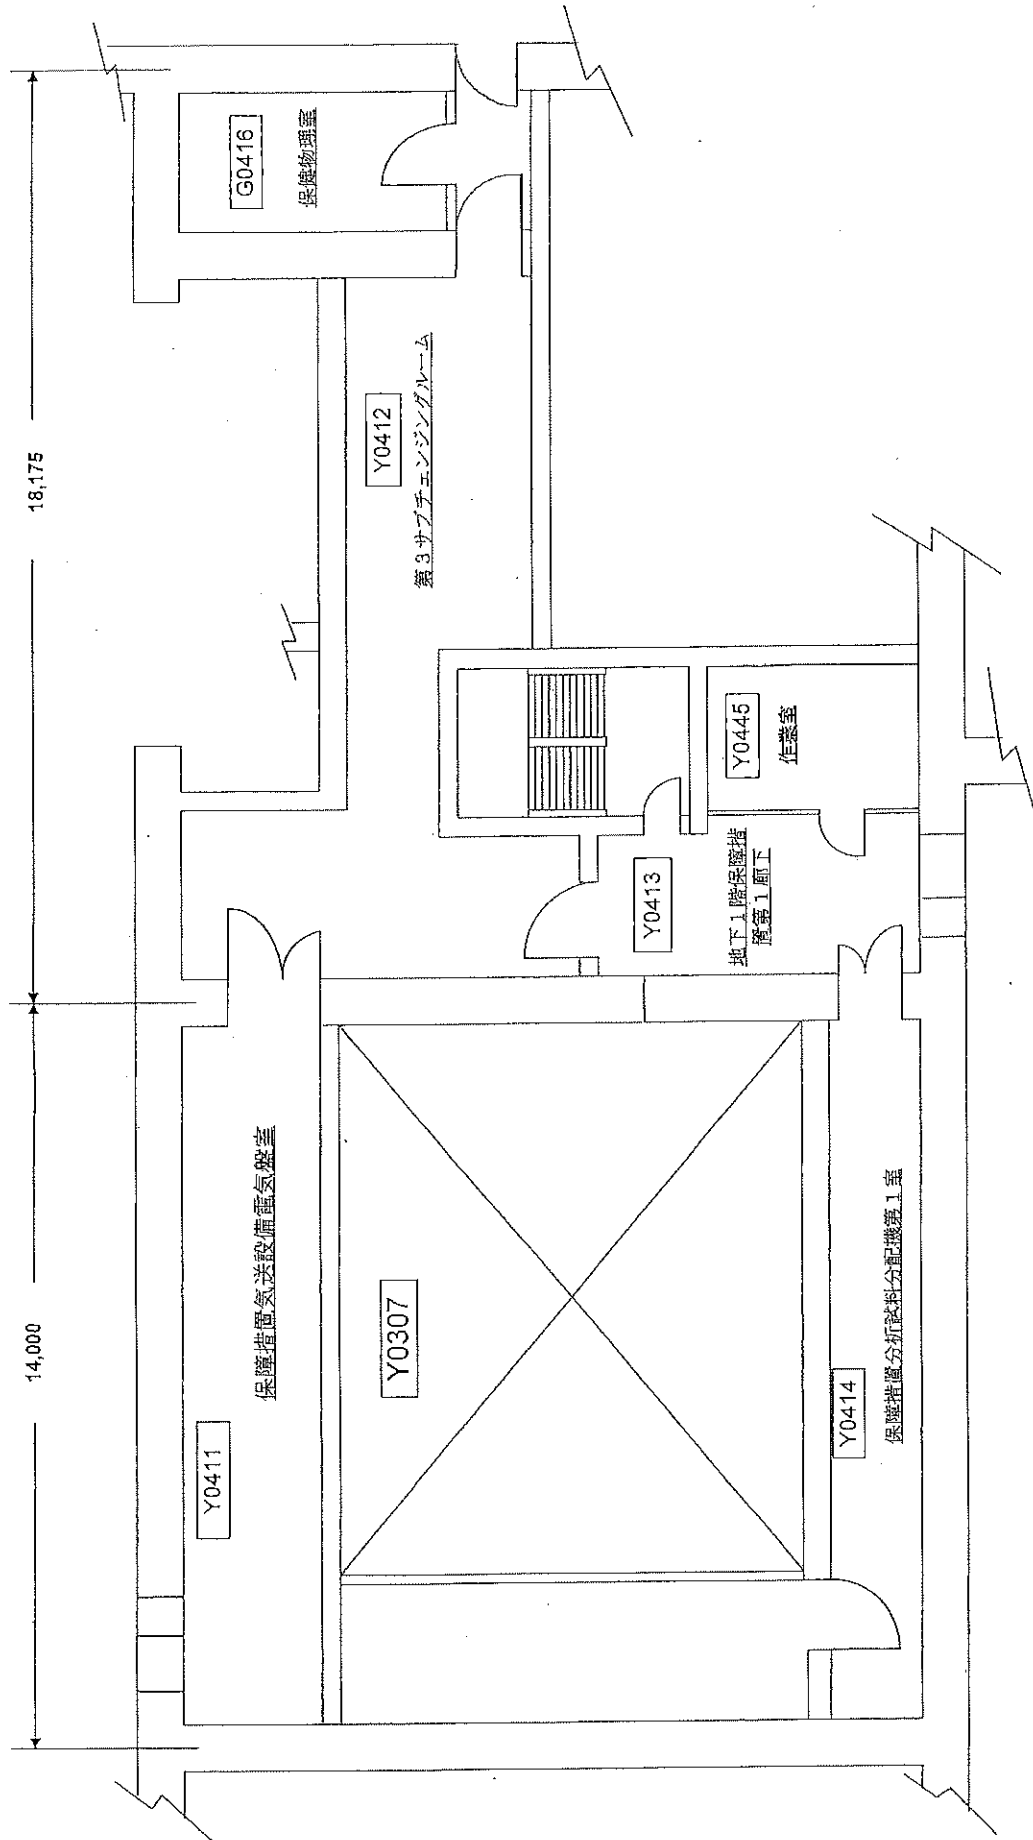 14,000
18,175
Y0411
保障措置気送設備電気盤室
Y0307
Y0414
保障措置分析試料分配機第1室
Y0413
地下1階保障措
置第1廊下
Y0445
作業室
Y0412
第3サブチェンジングルーム
G0416
保健物理室